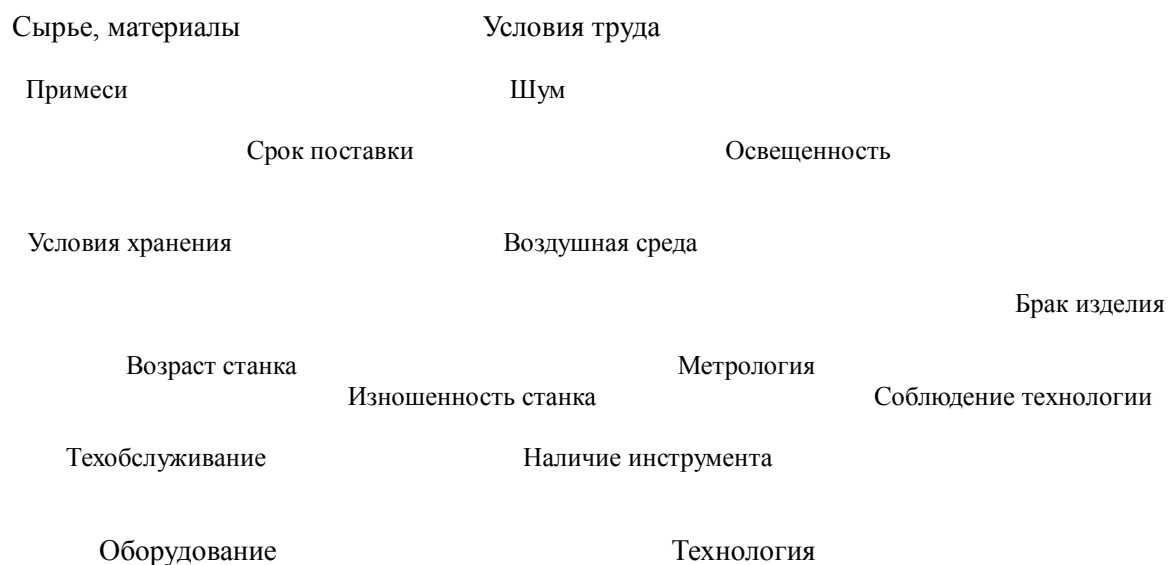 Сырье, материалы Условия труда
Примеси Шум
Срок поставки Освещенность
Условия хранения Воздушная среда
Брак изделия
Возраст станка Метрология
Изношенность станка Соблюдение технологии
Техобслуживание Наличие инструмента
Оборудование Технология